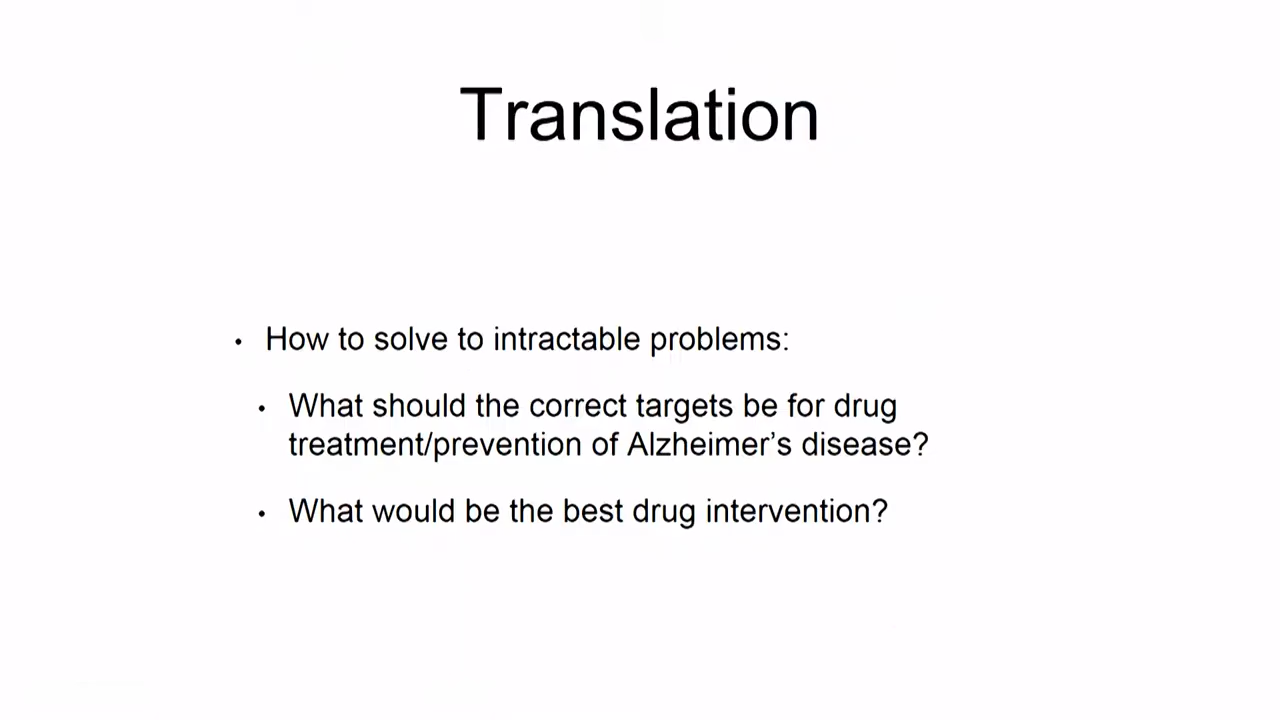 Translation
• How to solve to intractable problems:
• What should the correct targets be for drug
treatment/prevention of Alzheimer’s disease?
• What would be the best drug intervention?